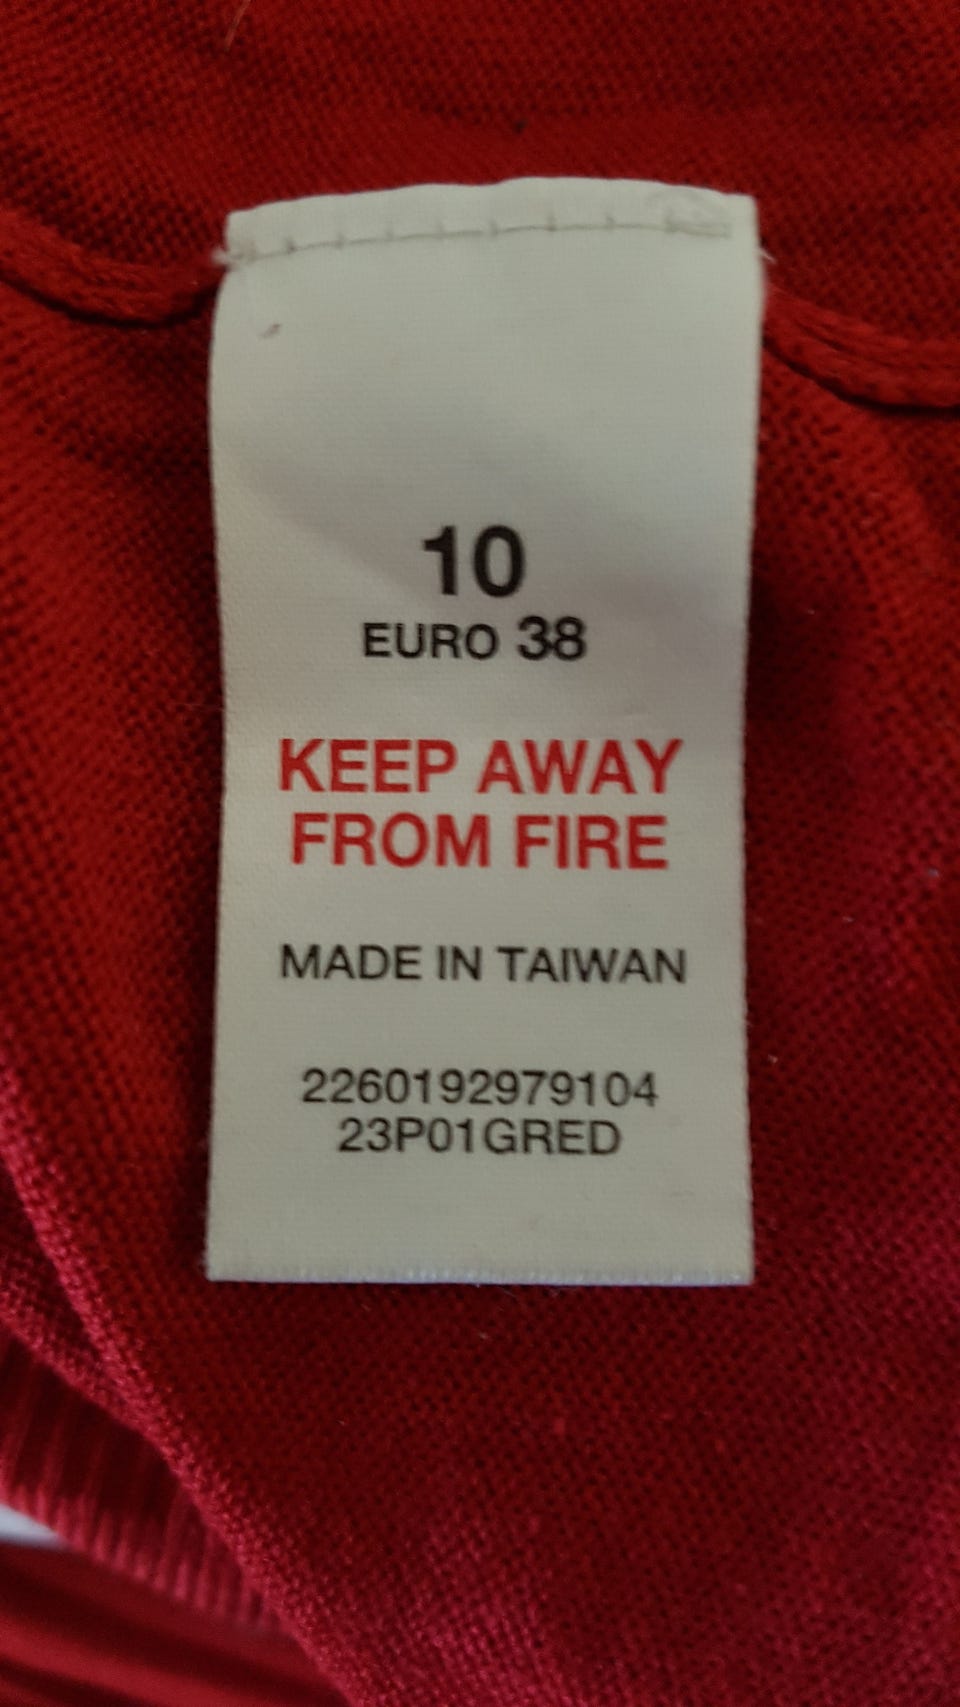 10
EURO 38
KEEP AWAY
FROM FIRE
MADE IN TAIWAN
2260192979104
23P01GRED